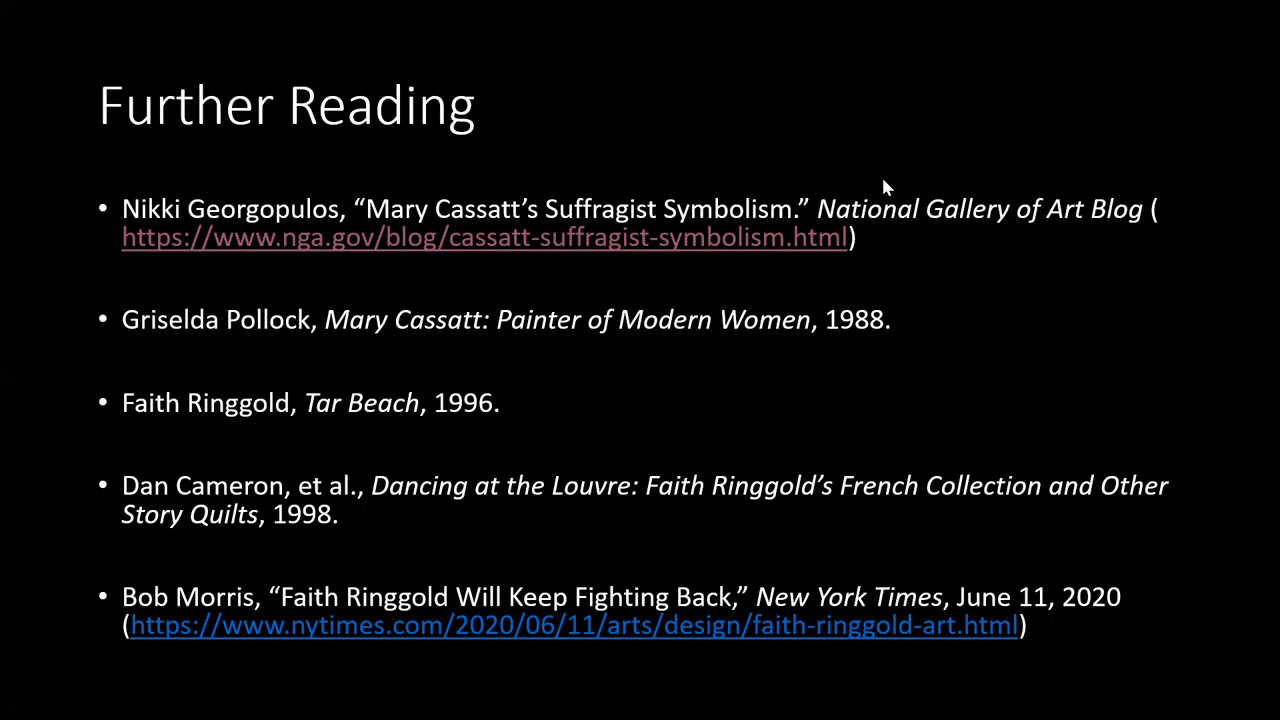 Further Reading
• Nikki Georgopulos, “Mary Cassatt’s Suffragist Symbolism.” National Gallery of Art Blog (
https://www.nga.gov/blog/cassatt-suffragist-symbolism.html)
• Griselda Pollock, Mary Cassatt: Painter of Modern Women, 1988.
• Faith Ringgold, Tar Beach, 1996.
• Dan Cameron, et al., Dancing at the Louvre: Faith Ringgold’s French Collection and Other
Story Quilts, 1998.
• Bob Morris, “Faith Ringgold Will Keep Fighting Back,” New York Times, June 11, 2020
(https://www.nytimes.com/2020/06/11/arts/design/faith-ringgold-art.html)